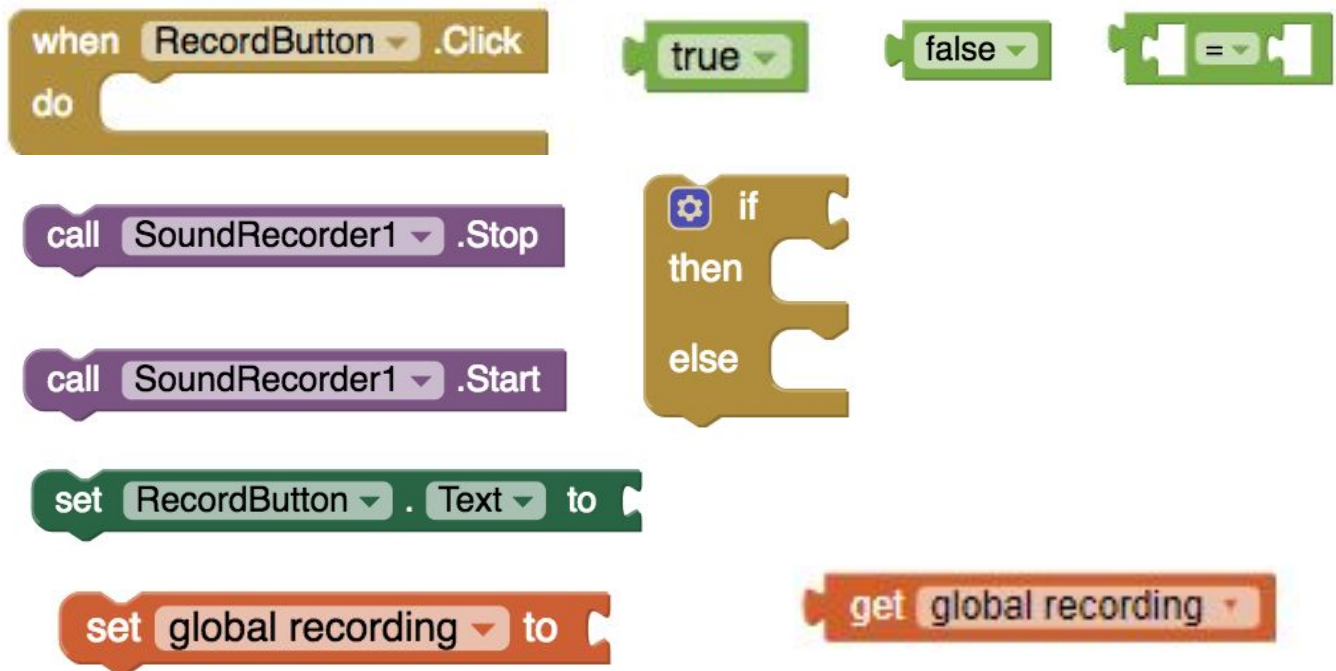 when RecordButton .Click
do
true
false
=
call SoundRecorder1 .Stop
if
then
else
call SoundRecorder1 .Start
set RecordButton . Text to
set global recording to
get global recording